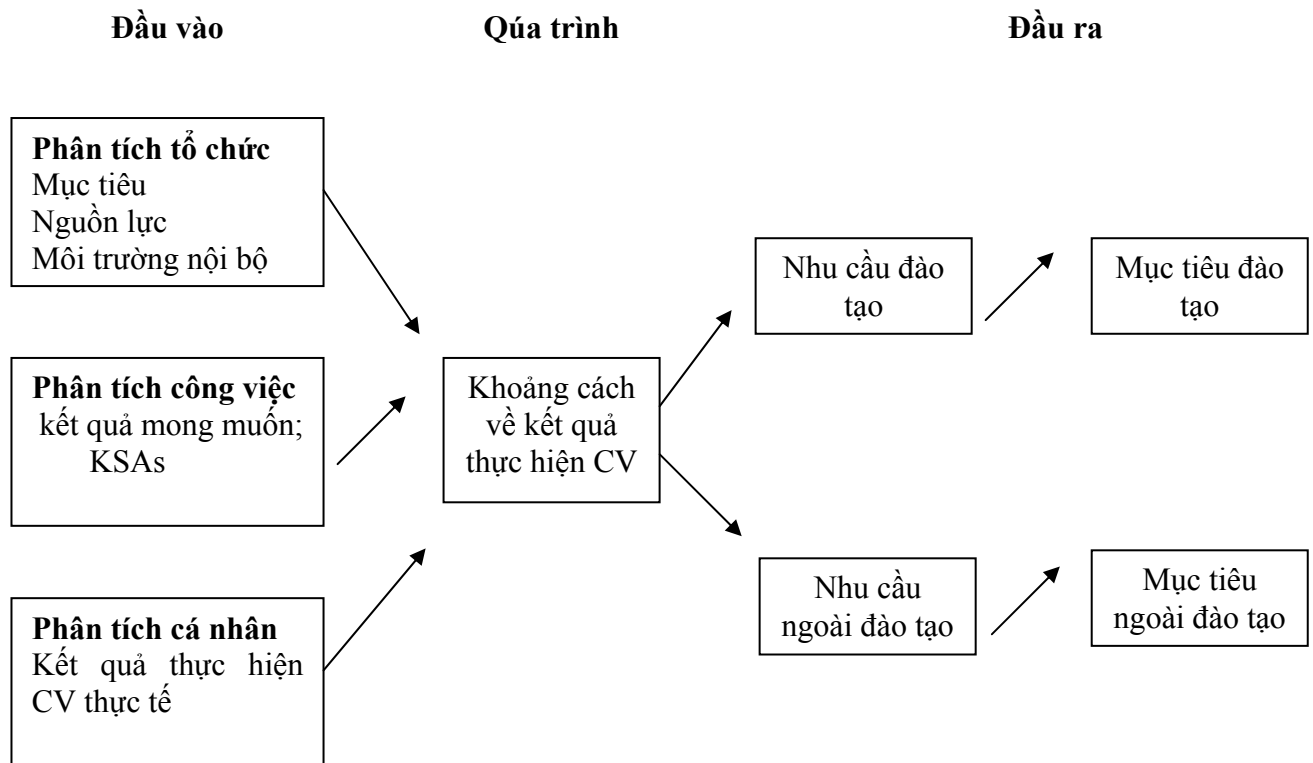 Đầu vào
Qúa trình
Đầu ra
Phân tích tổ chức
Mục tiêu
Nguồn lực
Môi trường nội bộ
Phân tích công việc
kết quả mong muốn;
KSAs
Phân tích cá nhân
Kết quả thực hiện
CV thực tế
Khoảng cách
về kết quả
thực hiện CV
Nhu cầu đào
tạo
Mục tiêu đào
tạo
Nhu cầu
ngoài đào tạo
Mục tiêu
ngoài đào tạo